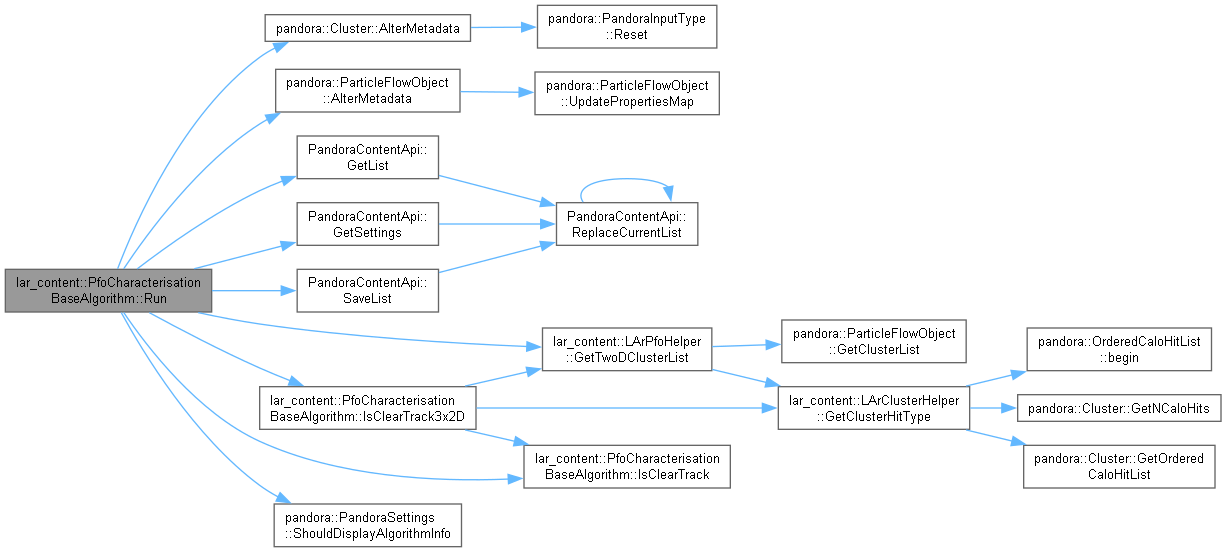 pandora::Cluster::AlterMetadata
pandora::PandoraInputType
::Reset
pandora::ParticleFlowObject
::AlterMetadata
pandora::ParticleFlowObject
::UpdatePropertiesMap
PandoraContentApi::
GetList
PandoraContentApi::
GetSettings
PandoraContentApi::
ReplaceCurrentList
PandoraContentApi::
SaveList
lar_content::PfoCharacterisation
BaseAlgorithm::Run
lar_content::LArPfoHelper
::GetTwoDClusterList
pandora::ParticleFlowObject
::GetClusterList
pandora::OrderedCaloHitList
::begin
lar_content::PfoCharacterisation
BaseAlgorithm::IsClearTrack3x2D
lar_content::LArClusterHelper
::GetClusterHitType
pandora::Cluster::GetNCaloHits
lar_content::PfoCharacterisation
BaseAlgorithm::IsClearTrack
pandora::Cluster::GetOrdered
CaloHitList
pandora::PandoraSettings
::ShouldDisplayAlgorithmInfo